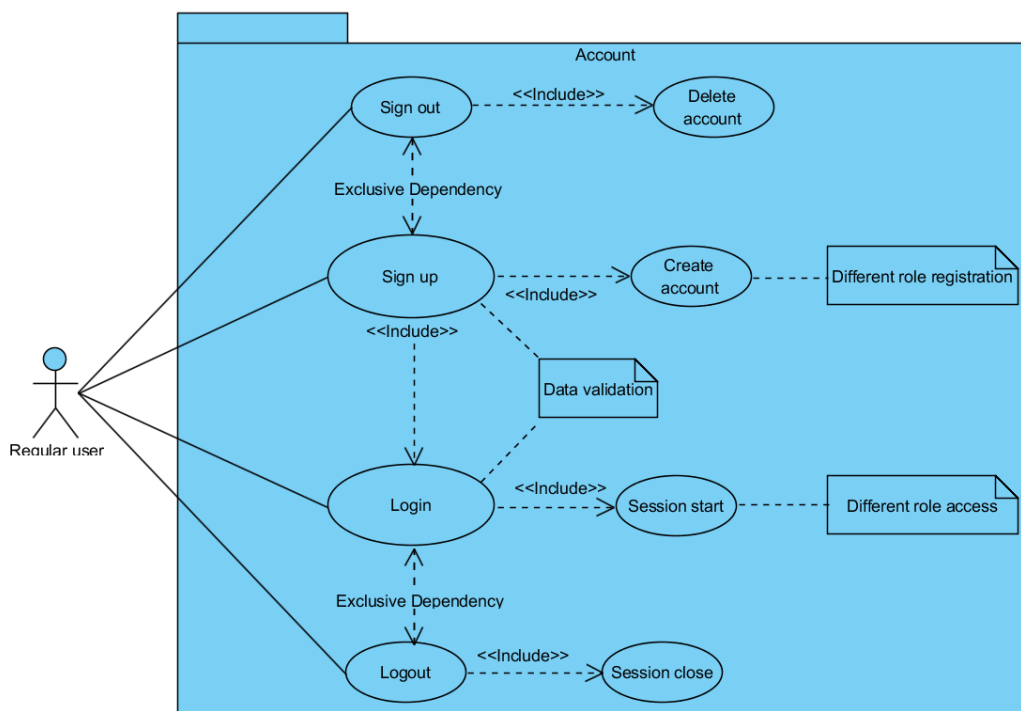 Account
Sign out
<<Include>>
Delete
account
Exclusive Dependency
Sign up
<<Include>>
Create
account
Different role registration
<<Include>>
Data validation
Regular user
Login
<<Include>>
Session start
Different role access
Exclusive Dependency
Logout
<<Include>>
Session close